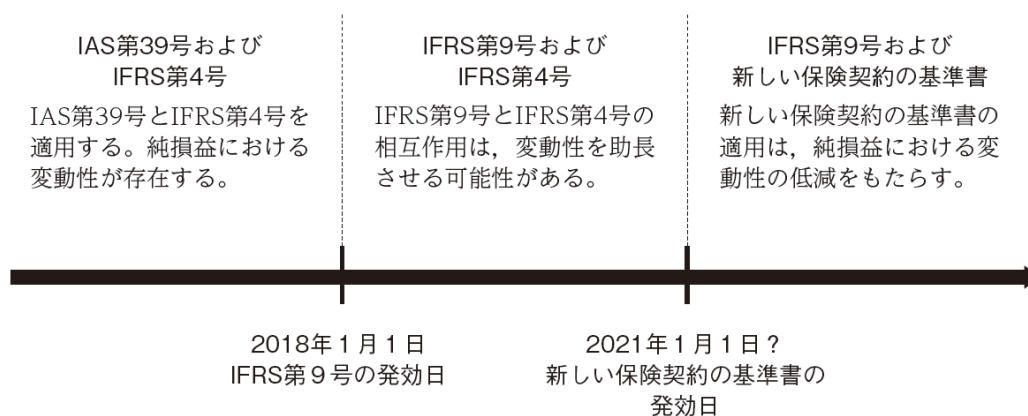 IAS第39号および
IFRS第4号
IAS第39号とIFRS第4号を
適用する。純損益における
変動性が存在する。
IFRS第9号および
IFRS第4号
IFRS第9号とIFRS第4号の
相互作用は，変動性を助長
させる可能性がある。
IFRS第9号および
新しい保険契約の基準書
新しい保険契約の基準書の
適用は，純損益における変
動性の低減をもたらす。
2018年１月１日
IFRS第９号の発効日
2021年１月１日？
新しい保険契約の基準書の
発効日